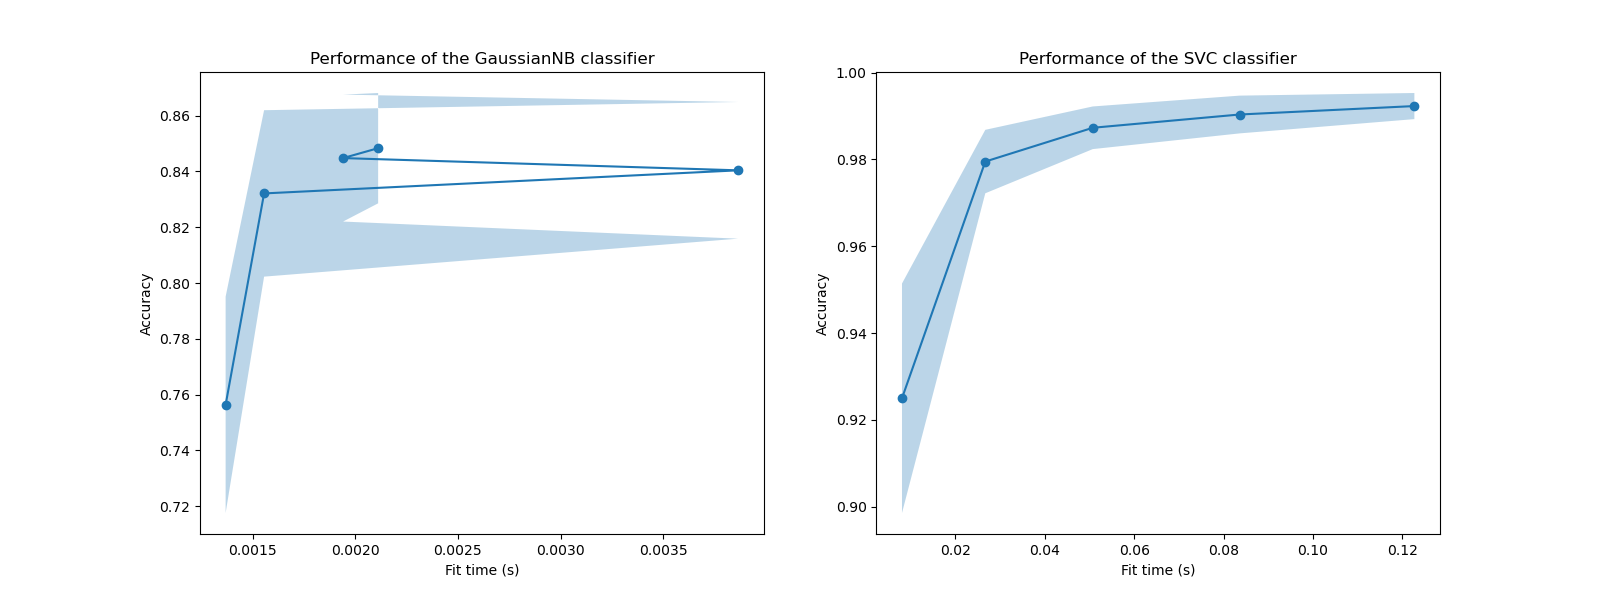 Performance of the GaussianNB classifier
Accuracy
0.86
0.84
0.82
0.80
0.78
0.76
0.74
0.72
0.0015 0.0020 0.0025 0.0030 0.0035
Fit time (s)
Performance of the SVC classifier
Accuracy
1.00
0.98
0.96
0.94
0.92
0.90
0.02 0.04 0.06 0.08 0.10 0.12
Fit time (s)